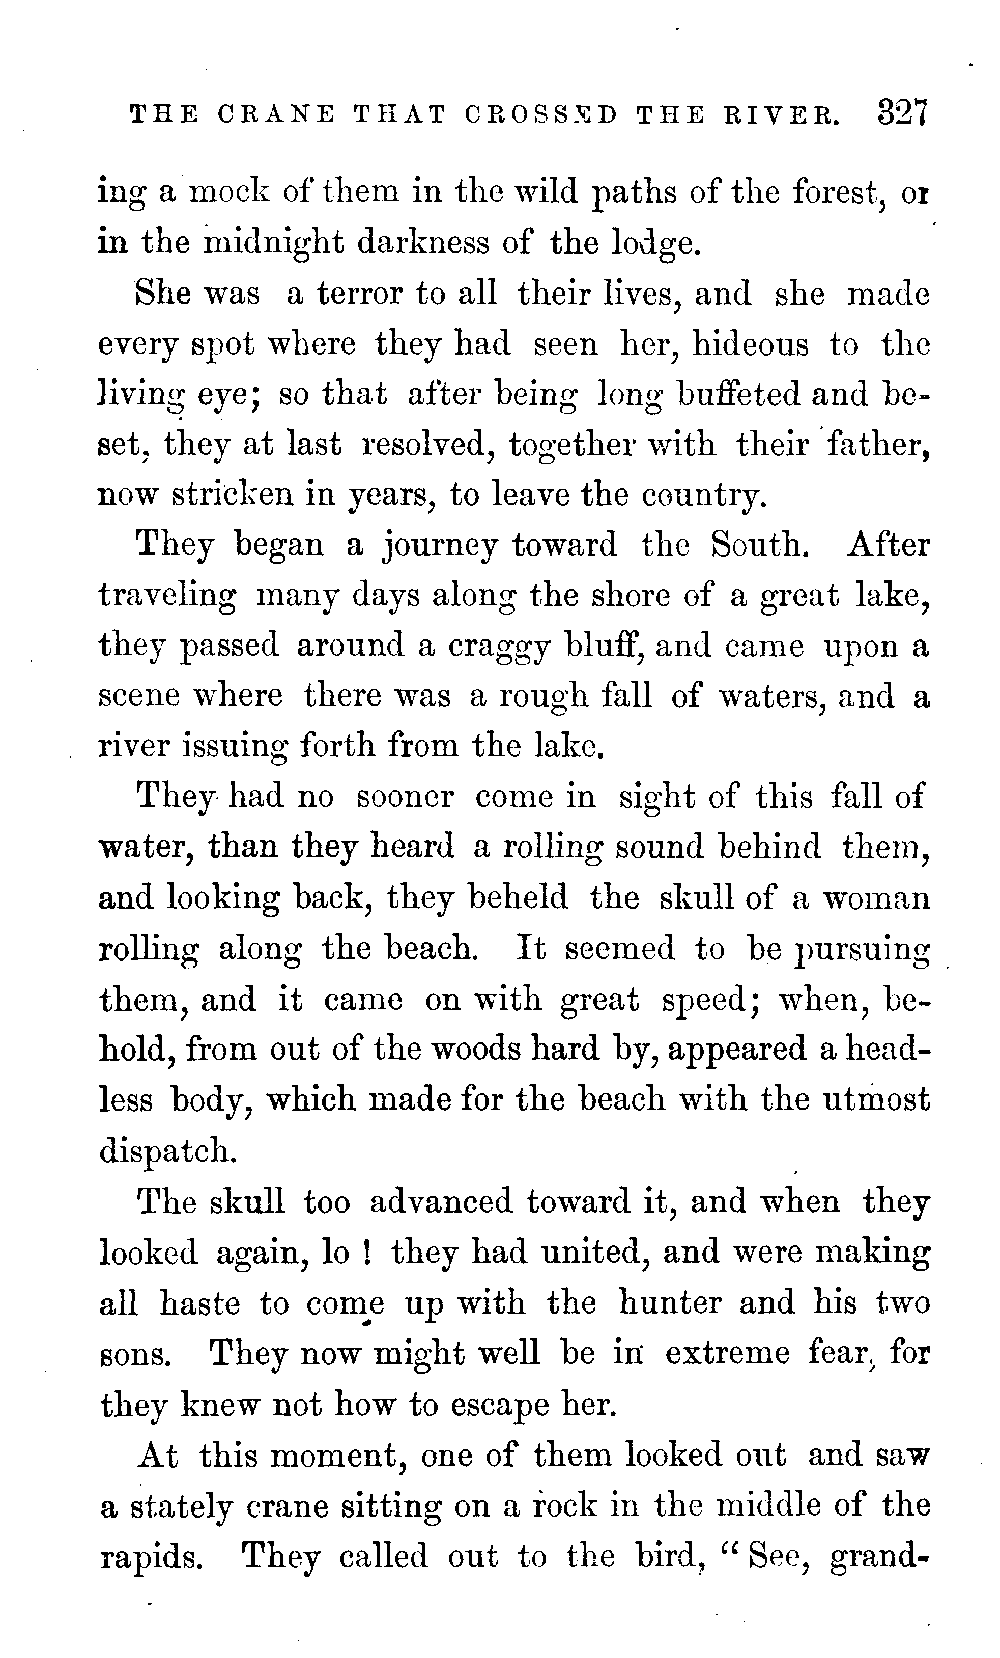 THE CRANE THAT CROSSED THE RIVER. 327
ing a mock of them in the wild paths of the forest, or
in the midnight darkness of the lodge.
She was a terror to all their lives, and she made
every spot where they had seen her, hideous to the
living eye; so that after being long buffeted and be-
set, they at last resolved, together with their father,
now stricken in years, to leave the country.
They began a journey toward the South. After
traveling many days along the shore of a great lake,
they passed around a craggy bluff, and came upon a
scene where there was a rough fall of waters, and a
river issuing forth from the lake.
They had no sooner come in sight of this fall of
water, than they heard a rolling sound behind them,
and looking back, they beheld the skull of a woman
rolling along the beach. It seemed to be pursuing
them, and it came on with great speed; when, be-
hold, from out of the woods hard by, appeared a head-
less body, which made for the beach with the utmost
dispatch.
The skull too advanced toward it, and when they
looked again, lo ! they had united, and were making
all haste to come up with the hunter and his two
sons. They now might well be in extreme fear, for
they knew not how to escape her.
At this moment, one of them looked out and saw
a stately crane sitting on a rock in the middle of the
rapids. They called out to the bird, “ See, grand-